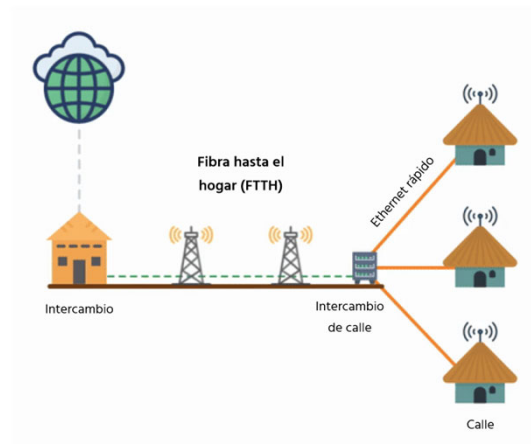 Fibra hasta el
hogar (FTTH)
Ethernet rápido
Intercambio
Intercambio
de calle
Calle